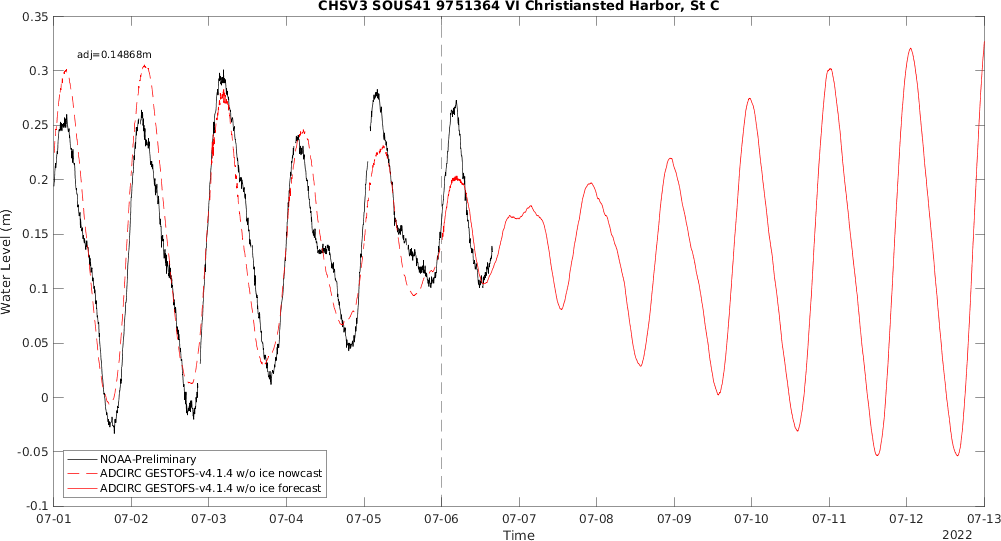 CHSV3 SOUS41 9751364 VI Christiansted Harbor, St C
0.35
adj=0.14868m
0.3
0.25
0.2
0.15
0.1
0.05
0
-0.05
-0.1
Water Level (m)
NOAA-Preliminary
ADCIRC GESTOFS-v4.1.4 w/o ice nowcast
ADCIRC GESTOFS-v4.1.4 w/o ice forecast
07-01 07-02 07-03 07-04 07-05 07-06 07-07 07-08 07-09 07-10 07-11 07-12 07-13
Time
2022